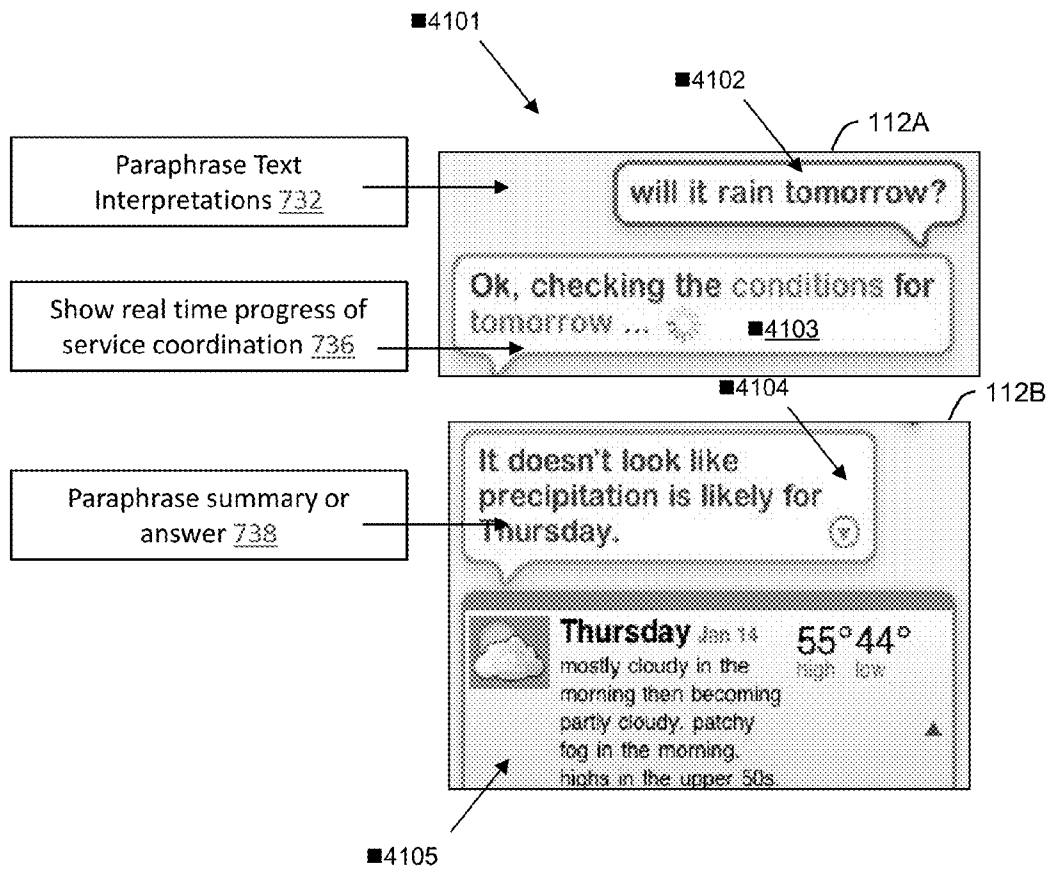 ■4101
■4102
112A
Paraphrase Text
Interpretations 732
will it rain tomorrow?
Show real time progress of
service coordination 736
Ok, checking the conditions for
tomorrow ...
■4103
■4104
112B
Paraphrase summary or
answer 738
It doesn't look like
precipitation is likely for
Thursday.
Thursday Jan 14
55° 44°
high low
mostly cloudy in the
morning then becoming
partly cloudy. patchy
fog in the morning.
highs in the upper 50s.
■4105